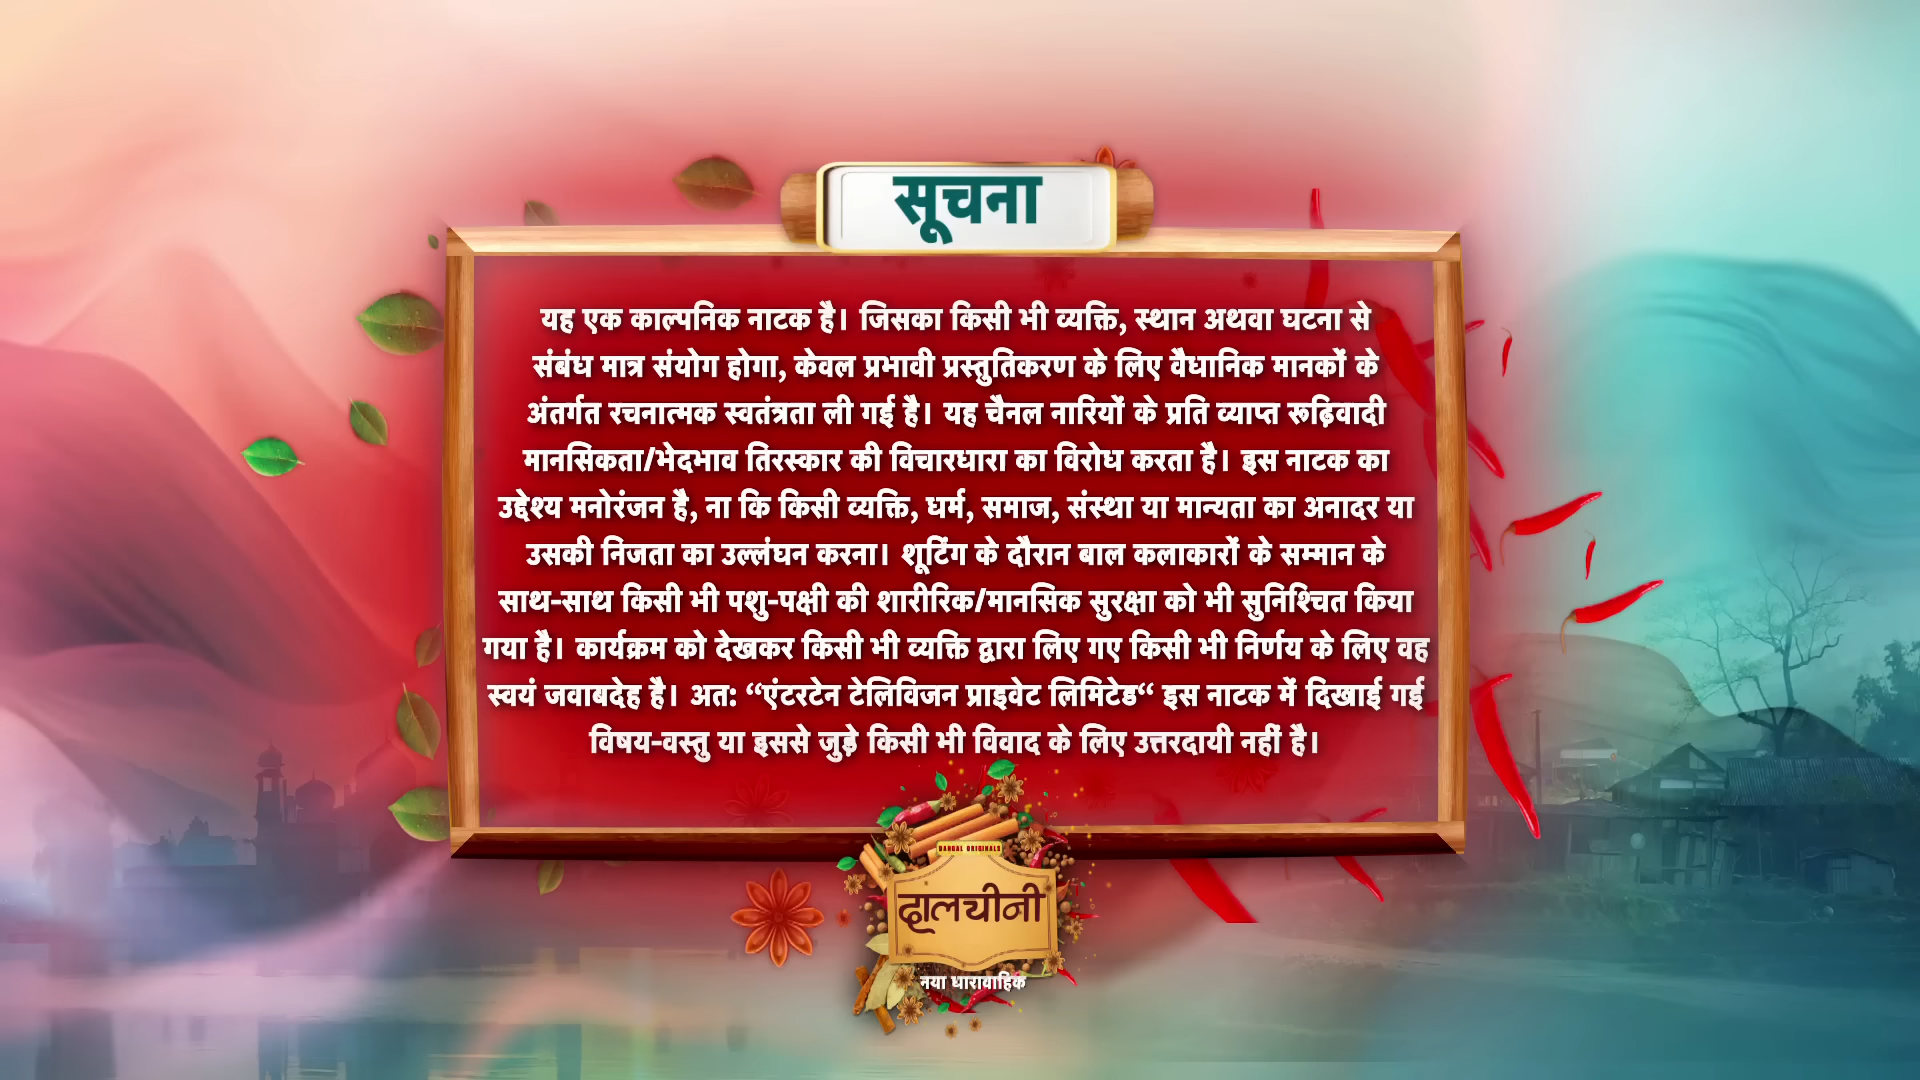 सूचना
यह एक काल्पनिक नाटक है। जिसका किसी भी व्यक्ति, स्थान अथवा घटना से
संबंध मात्र संयोग होगा, केवल प्रभावी प्रस्तुतिकरण के लिए वैधानिक मानकों के
अंतर्गत रचनात्मक स्वतंत्रता ली गई है। यह चैनल नारियों के प्रति व्याप्त रूढ़िवादी
मानसिकता/भेदभाव तिरस्कार की विचारधारा का विरोध करता है। इस नाटक का
उद्देश्य मनोरंजन है, ना कि किसी व्यक्ति, धर्म, समाज, संस्था या मान्यता का अनादर या
उसकी निजता का उल्लंघन करना। शूटिंग के दौरान बाल कलाकारों के सम्मान के
साथ-साथ किसी भी पशु-पक्षी की शारीरिक/मानसिक सुरक्षा को भी सुनिश्चित किया
गया है। कार्यक्रम को देखकर किसी भी व्यक्ति द्वारा लिए गए किसी भी निर्णय के लिए वह
स्वयं जवाबदेह है। अत: “एंटरटेन टेलिविजन प्राइवेट लिमिटेड“ इस नाटक में दिखाई गई
विषय-वस्तु या इससे जुड़े किसी भी विवाद के लिए उत्तरदायी नहीं है।
DANGAL ORIGINALS
दालचीनी
नया धारावाहिक